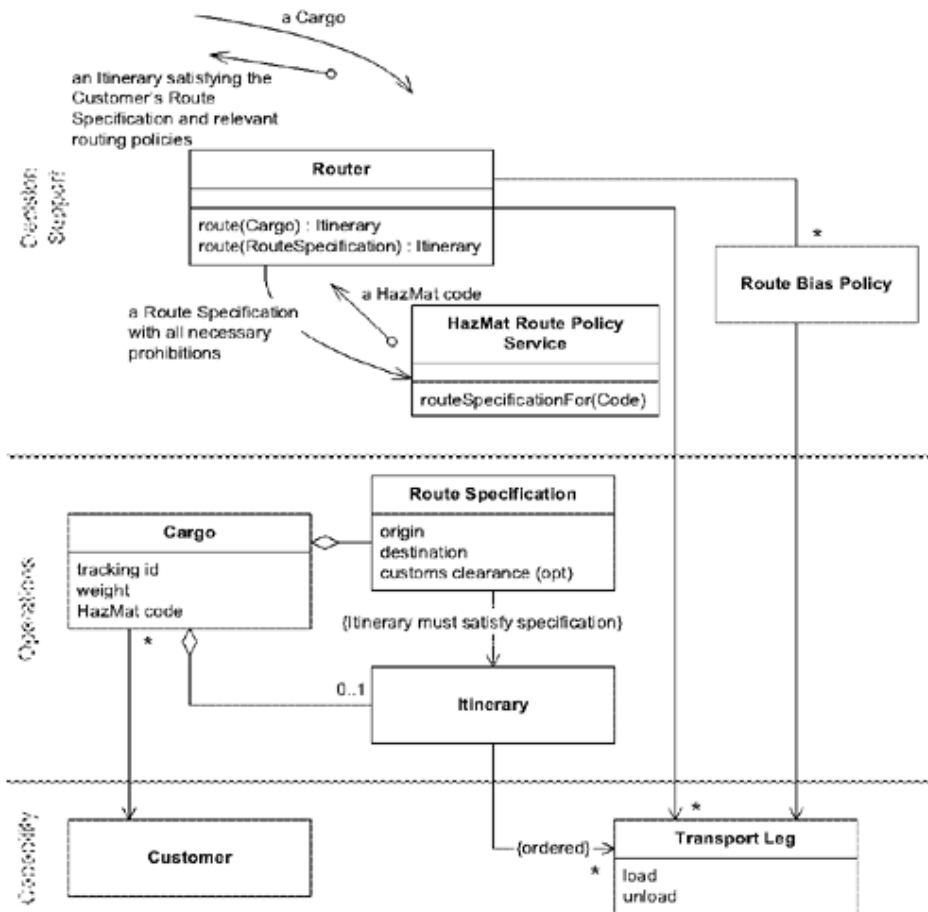 a Cargo
an Itinerary satisfying the
Customer's Route
Specification and relevant
routing policies
Decision
Support
Router
route(Cargo) : Itinerary
route(RouteSpecification) : Itinerary
*
Route Bias Policy
a HazMat code
a Route Specification
with all necessary
prohibitions
HazMat Route Policy
Service
routeSpecificationFor(Code)
Operations
Route Specification
origin
destination
customs clearance (opt)
Cargo
tracking id
weight
HazMat code
{Itinerary must satisfy specification}
*
0..1
Itinerary
Capability
Customer
{ordered}
*
*
Transport Leg
load
unload